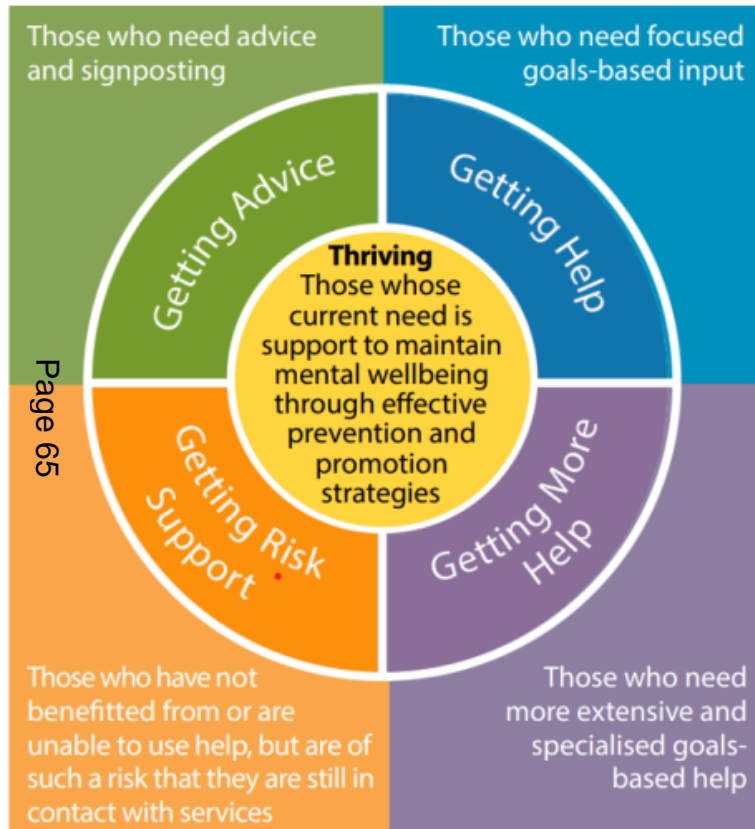 Those who need advice
and signposting
Those who need focused
goals-based input
Getting Advice
Getting Help
Thriving
Those whose
current need is
support to maintain
mental wellbeing
through effective
prevention and
promotion
strategies
Page 65
Getting Risk
Support
Getting More
Help
Those who have not
benefitted from or are
unable to use help, but are of
such a risk that they are still in
contact with services
Those who need
more extensive and
specialised goals-
based help